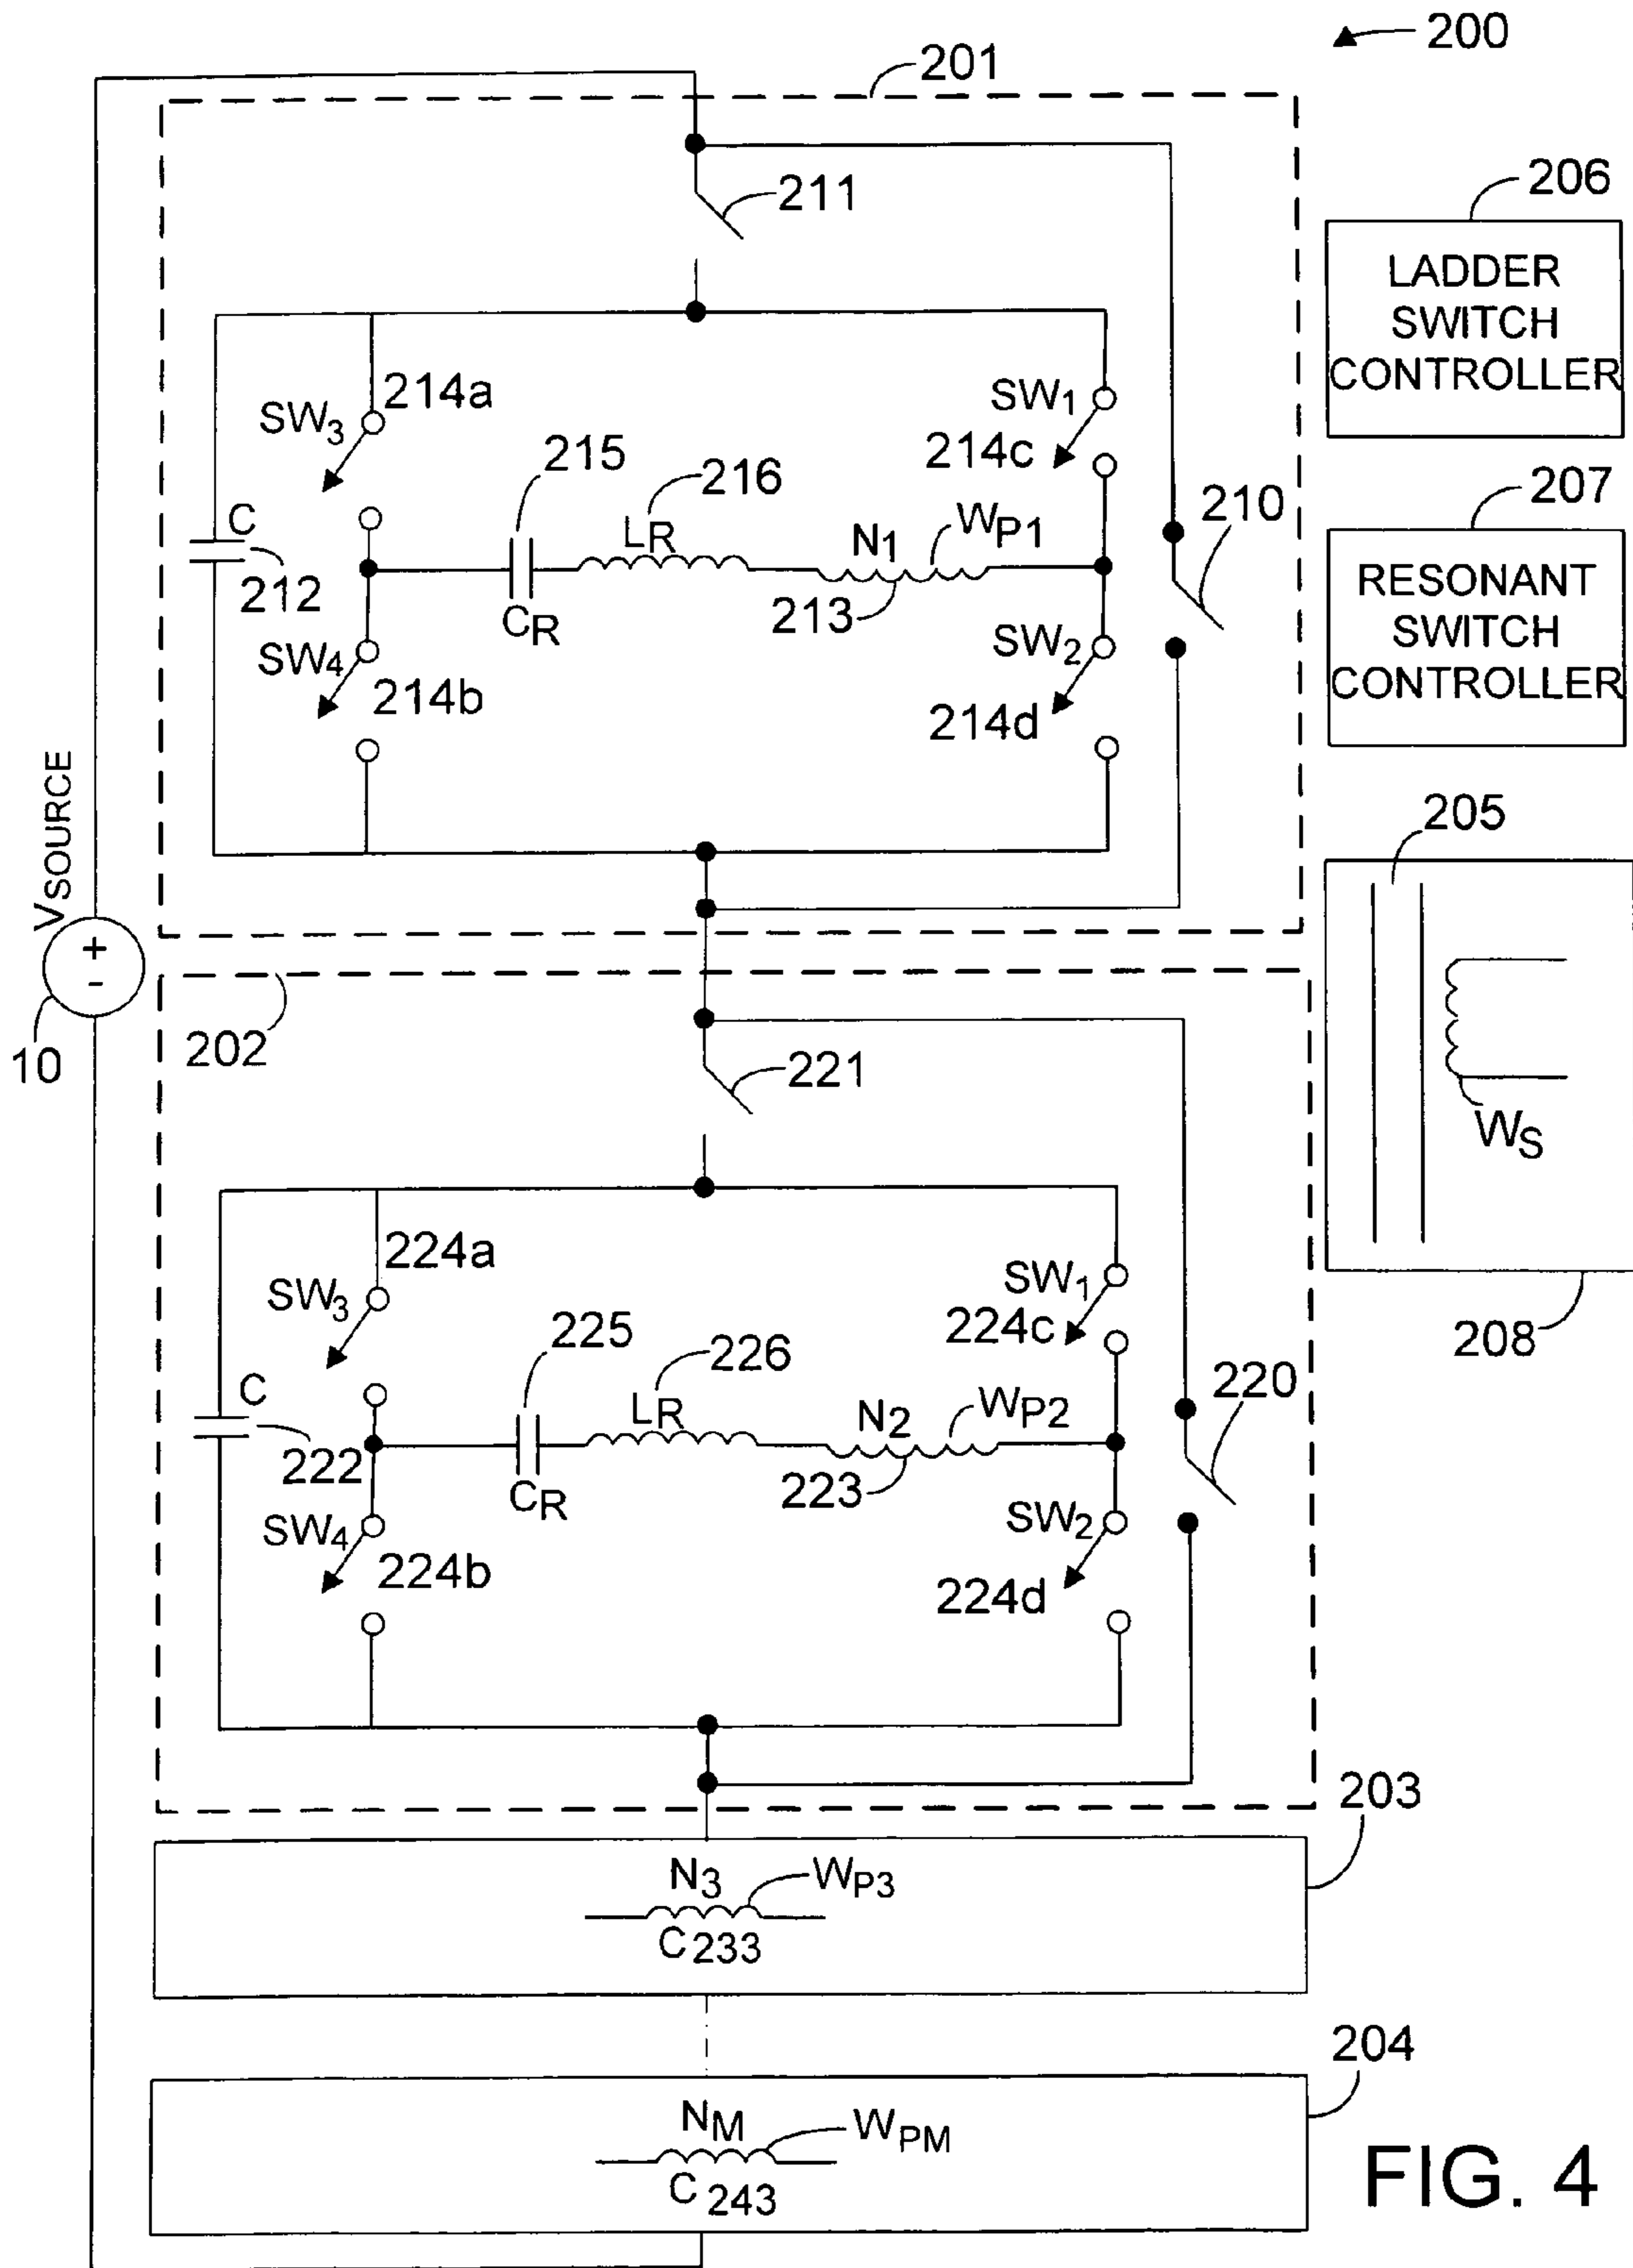 200
201
211
206
LADDER
SWITCH
CONTROLLER
214a
SW3
SW1
214c
215
216
207
C
212
LR
N1
WP1
210
RESONANT
SWITCH
CONTROLLER
213
CR
SW4
214b
SW2
214d
VSOURCE
205
+
-
10
202
221
WS
224a
SW3
SW1
224c
208
225
226
C
222
LR
N2
WP2
220
223
CR
SW4
224b
SW2
224d
203
N3
WP3
C233
204
NM
WPM
C243
FIG. 4